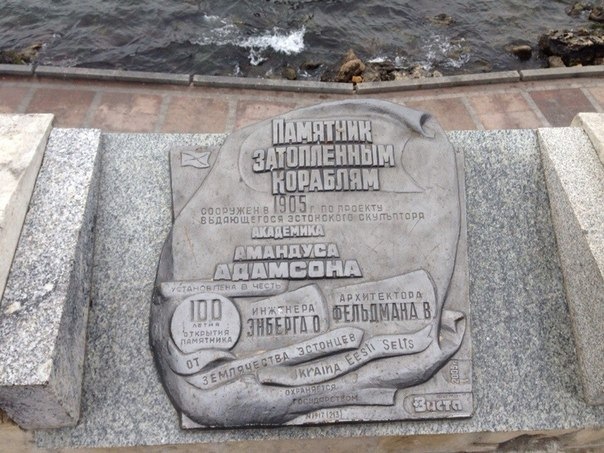 ПАМЯТНИК
ЗАТОПЛЕННЫМ
КОРАБЛЯМ
СООРУЖЕН В 1905 г. ПО ПРОЕКТУ
ВЫДАЮЩЕГОСЯ ЭСТОНСКОГО СКУЛЬПТОРА
АКАДЕМИКА
АМАНДУСА
АДАМСОНА
УСТАНОВЛЕНА В ЧЕСТЬ
100
ЛЕТИЯ
ОТКРЫТИЯ
ПАМЯТНИКА
ИНЖЕНЕРА
ЭНБЕРГА О.
АРХИТЕКТОРА
ФЕЛЬДМАНА В.
ОТ
ЗЕМЛЯЧЕСТВА ЭСТОНЦЕВ
UKRAINA EESTI SELTS
ОХРАНЯЕТСЯ
ГОСУДАРСТВОМ
Виста